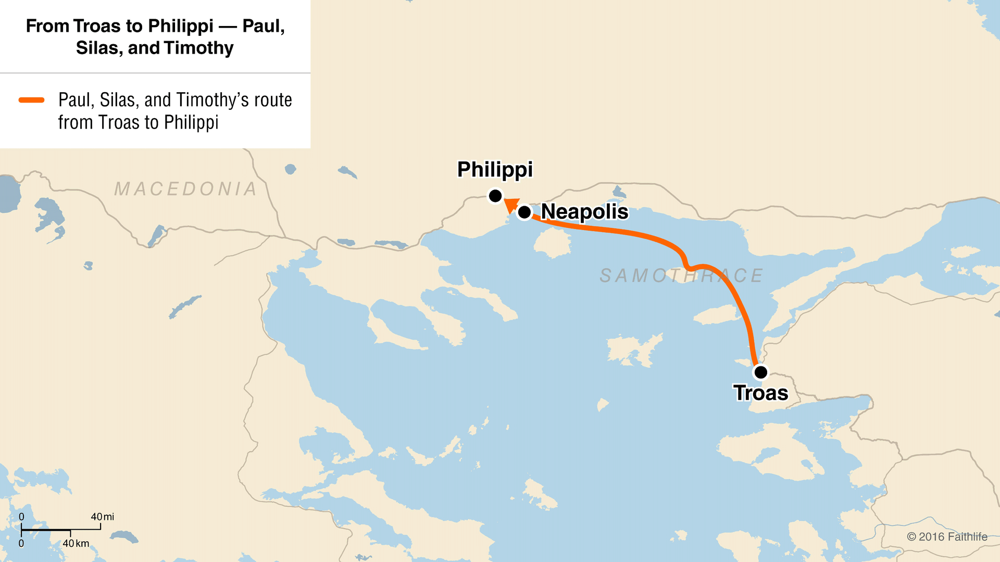 From Troas to Philippi — Paul,
Silas, and Timothy
Paul, Silas, and Timothy’s route
from Troas to Philippi
Philippi
MACEDONIA
Neapolis
SAMOTHRACE
Troas
0 40 mi
0 40 km
© 2016 Faithlife